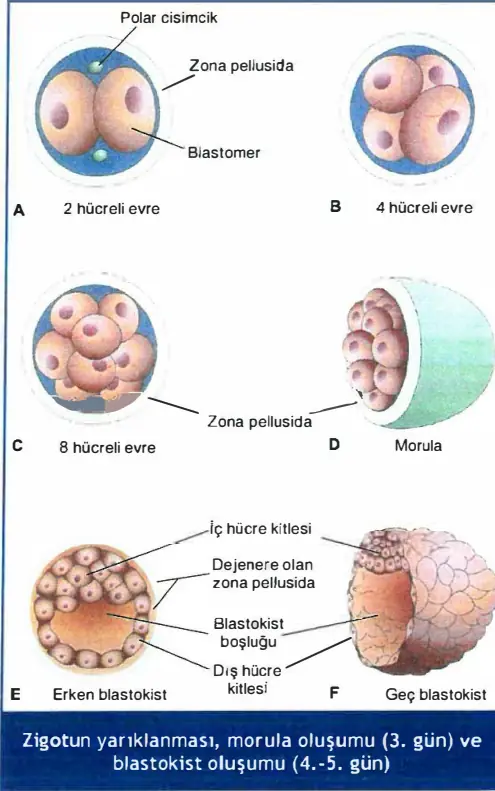 Polar cisimcik
Zona pellusida
Blastomer
A 2 hücreli evre
B 4 hücreli evre
Zona pellusida
C 8 hücreli evre
D Morula
İç hücre kitlesi
Dejenere olan
zona pellusida
Blastokist
boşluğu
Dış hücre
kitlesi
E Erken blastokist
F Geç blastokist
Zigotun yarıklanması, morula oluşumu (3. gün) ve
blastokist oluşumu (4.-5. gün)